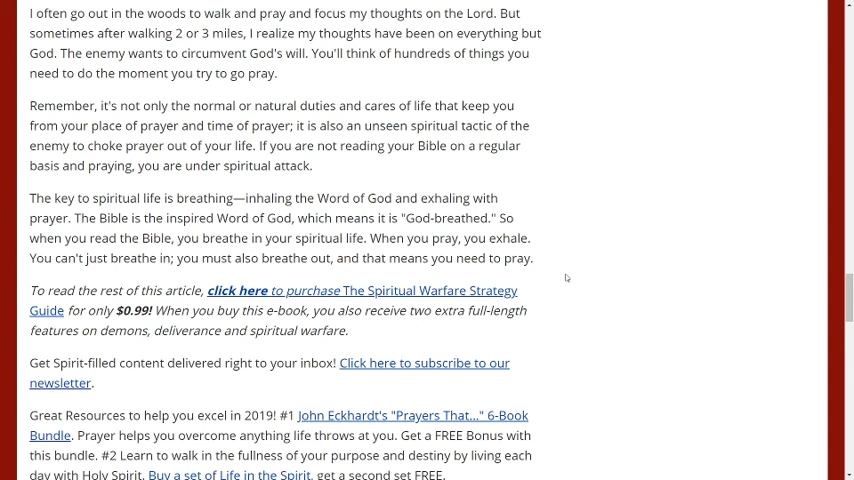 I often go out in the woods to walk and pray and focus my thoughts on the Lord. But
sometimes after walking 2 or 3 miles, I realize my thoughts have been on everything but
God. The enemy wants to circumvent God's will. You'll think of hundreds of things you
need to do the moment you try to go pray.
Remember, it's not only the normal or natural duties and cares of life that keep you
from your place of prayer and time of prayer; it is also an unseen spiritual tactic of the
enemy to choke prayer out of your life. If you are not reading your Bible on a regular
basis and praying, you are under spiritual attack.
The key to spiritual life is breathing—inhaling the Word of God and exhaling with
prayer. The Bible is the inspired Word of God, which means it is "God-breathed." So
when you read the Bible, you breathe in your spiritual life. When you pray, you exhale.
You can't just breathe in; you must also breathe out, and that means you need to pray.
To read the rest of this article, click here to purchase The Spiritual Warfare Strategy
Guide for only $0.99! When you buy this e-book, you also receive two extra full-length
features on demons, deliverance and spiritual warfare.
Get Spirit-filled content delivered right to your inbox! Click here to subscribe to our
newsletter.
Great Resources to help you excel in 2019! #1 John Eckhardt's "Prayers That..." 6-Book
Bundle. Prayer helps you overcome anything life throws at you. Get a FREE Bonus with
this bundle. #2 Learn to walk in the fullness of your purpose and destiny by living each
day with Holy Spirit. Buy a set of Life in the Spirit, get a second set FREE.